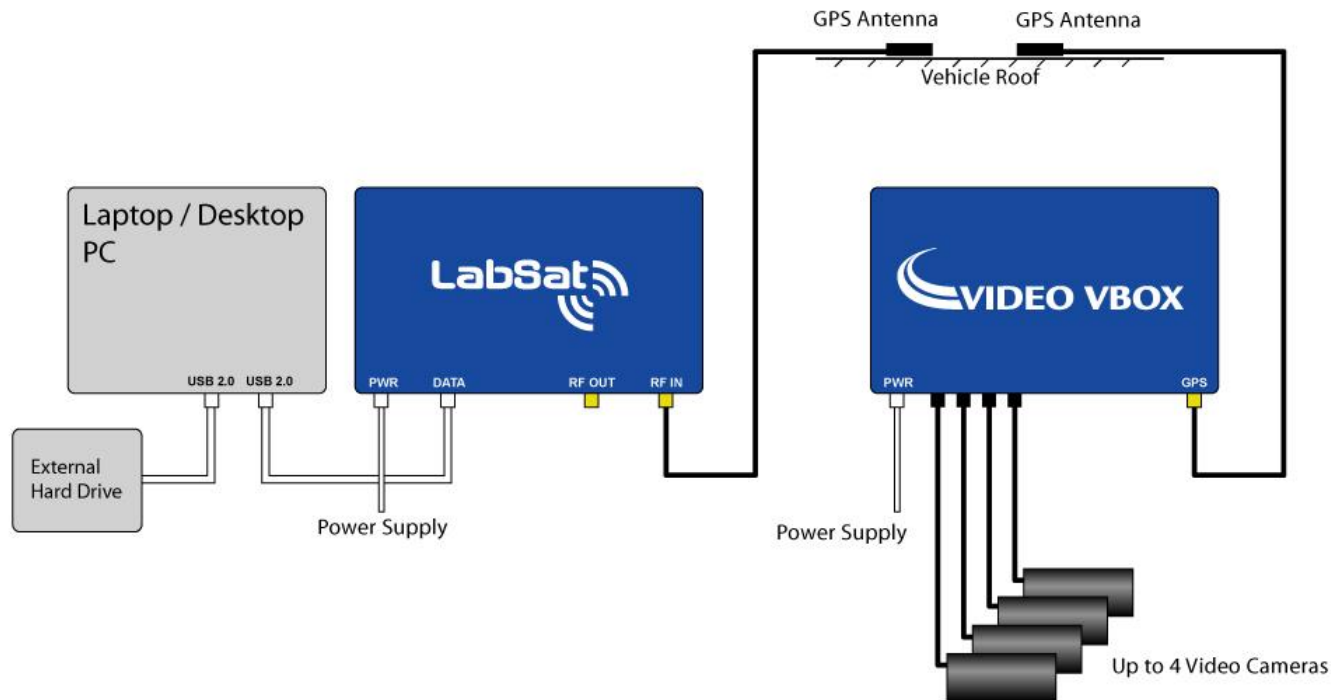 GPS Antenna
GPS Antenna
Vehicle Roof
Laptop / Desktop
PC
USB 2.0 USB 2.0
LabSat
PWR
DATA
RF OUT
RF IN
VIDEO VBOX
PWR
GPS
External
Hard Drive
Power Supply
Power Supply
Up to 4 Video Cameras